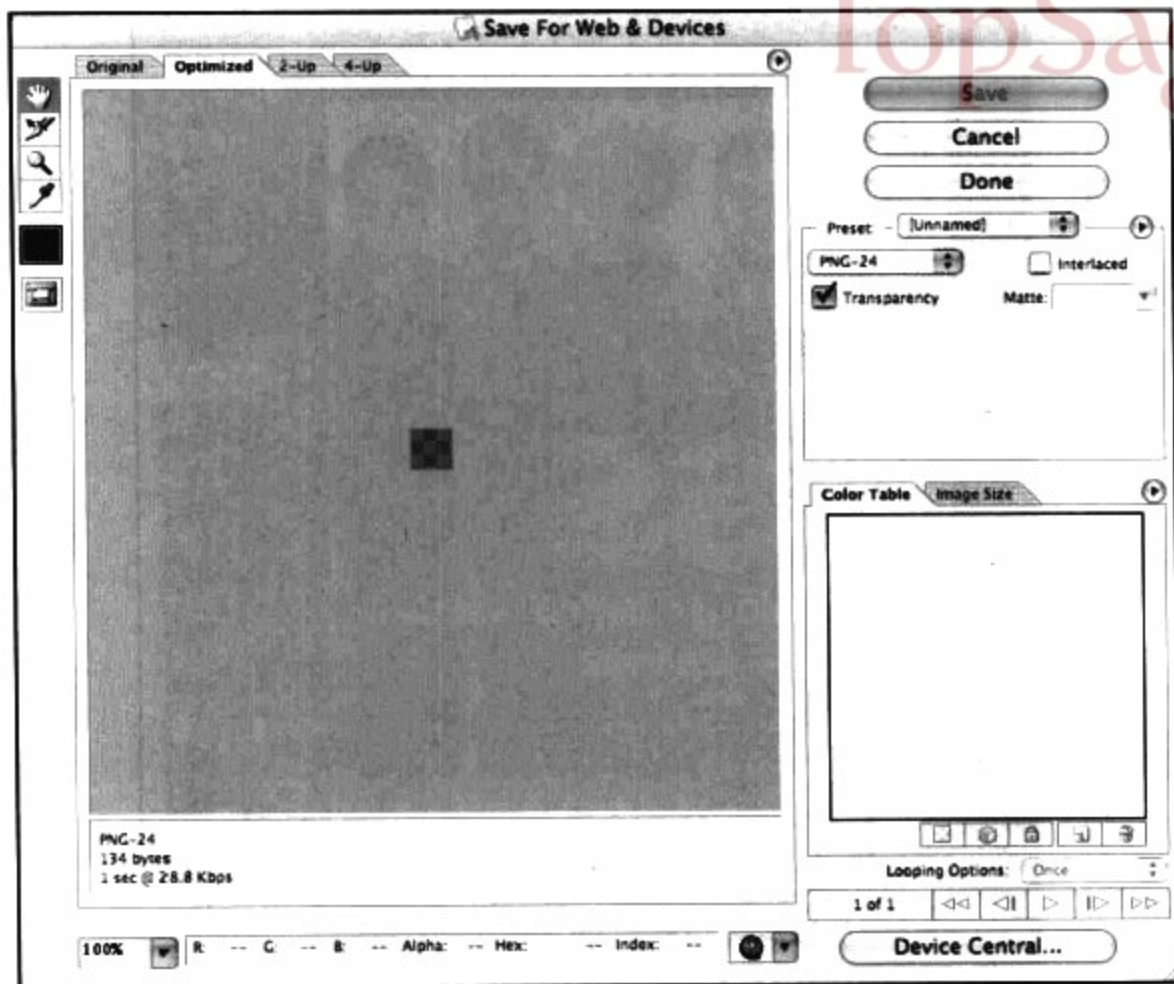 Save For Web & Devices
Original Optimized 2-Up 4-Up
TopSa
Save
Cancel
Done
Preset [Unnamed]
PNG-24 Interlaced
Transparency Matte:
Color Table Image Size
PNG-24
134 bytes
1 sec @ 28.8 Kbps
Looping Options: Once
1 of 1
100% R: -- G: -- B: -- Alpha: -- Hex: -- Index: --
Device Central...